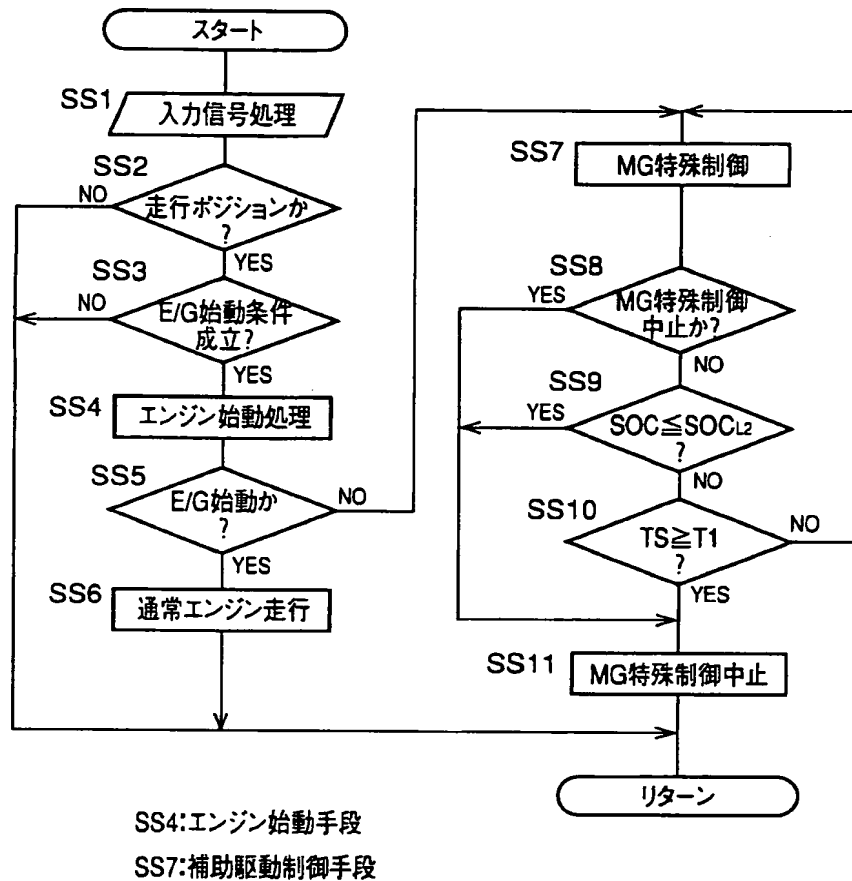 スタート
SS1
入力信号処理
SS2
NO
走行ポジションか
?
YES
SS3
NO
E/G始動条件
成立?
YES
SS4
エンジン始動処理
SS5
E/G始動か
?
NO
YES
SS6
通常エンジン走行
SS7
MG特殊制御
SS8
YES
MG特殊制御
中止か?
NO
SS9
YES
SOC≦SOCL2
?
NO
SS10
TS≧T1
?
NO
YES
SS11
MG特殊制御中止
リターン
SS4:エンジン始動手段
SS7:補助駆動制御手段